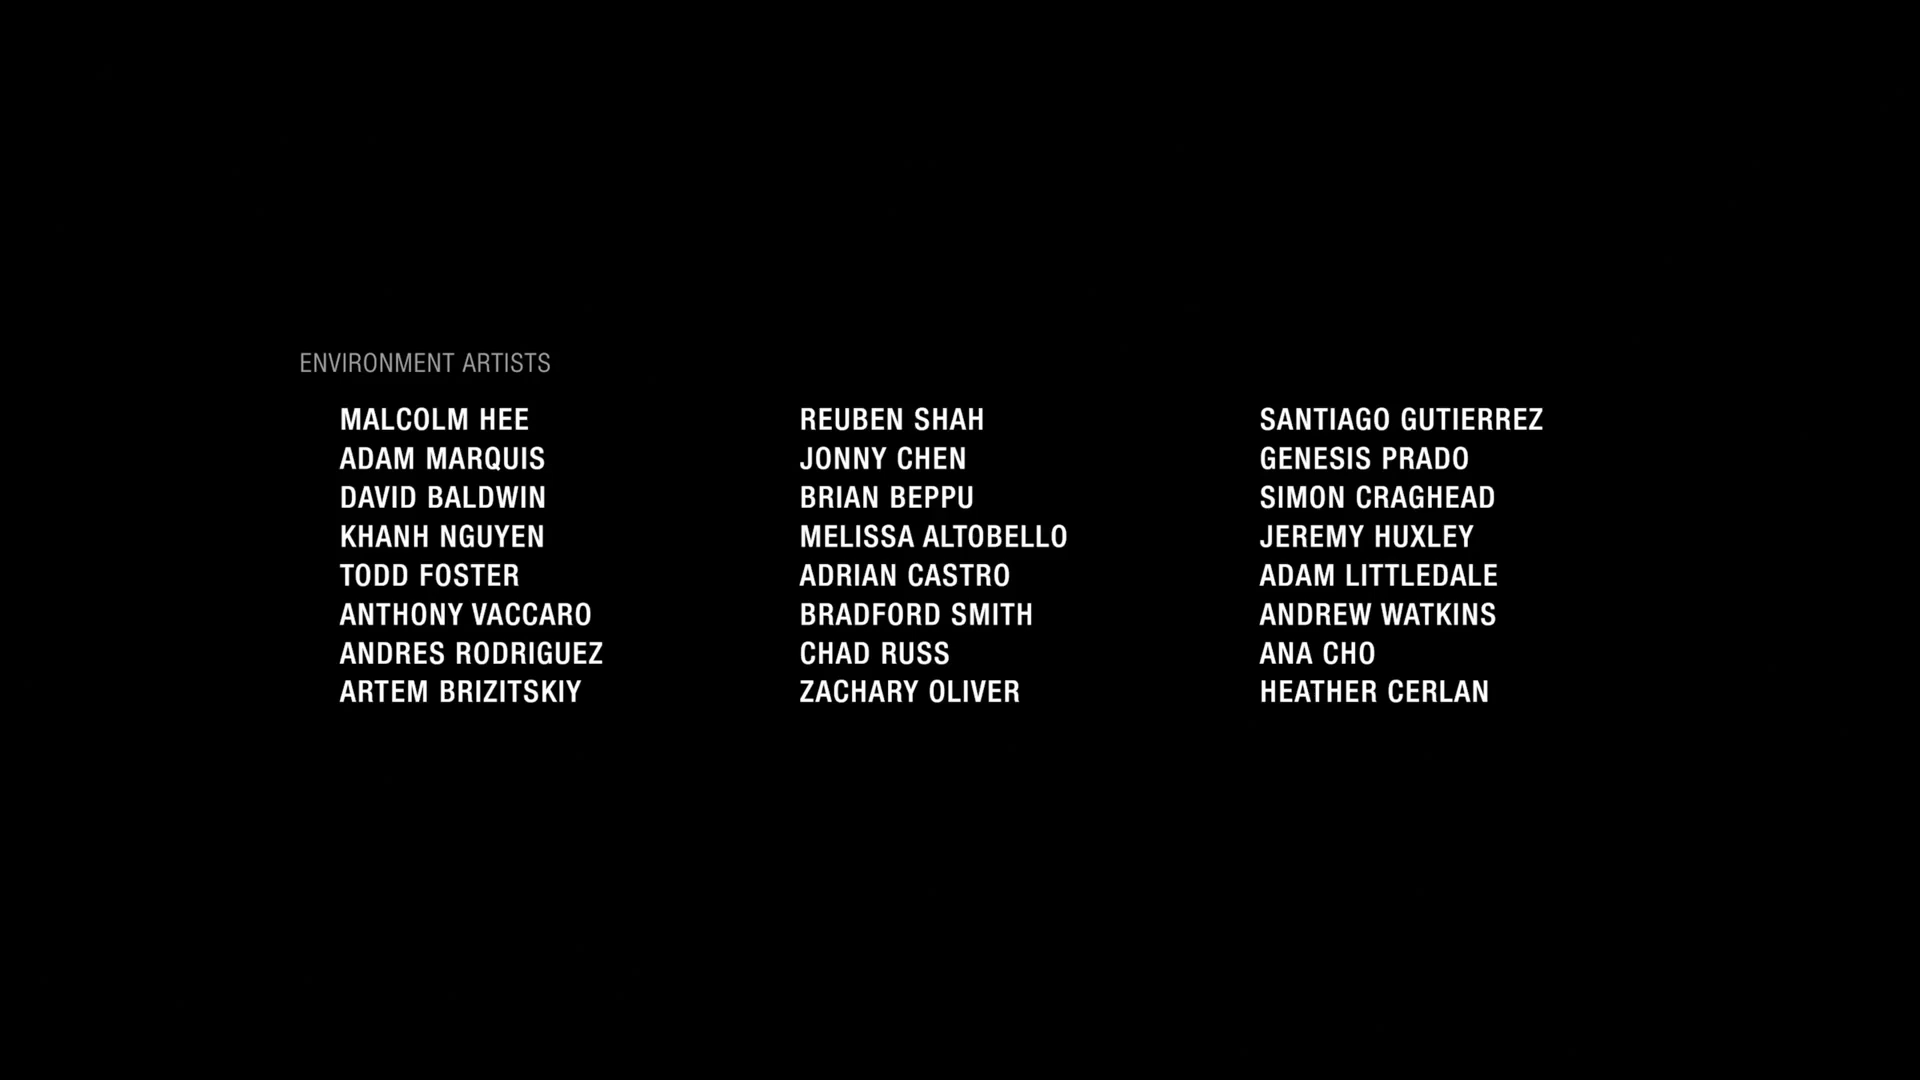 ENVIRONMENT ARTISTS
MALCOLM HEE
ADAM MARQUIS
DAVID BALDWIN
KHANH NGUYEN
TODD FOSTER
ANTHONY VACCARO
ANDRES RODRIGUEZ
ARTEM BRIZITSKIY
REUBEN SHAH
JONNY CHEN
BRIAN BEPPU
MELISSA ALTOBELLO
ADRIAN CASTRO
BRADFORD SMITH
CHAD RUSS
ZACHARY OLIVER
SANTIAGO GUTIERREZ
GENESIS PRADO
SIMON CRAGHEAD
JEREMY HUXLEY
ADAM LITTLEDALE
ANDREW WATKINS
ANA CHO
HEATHER CERLAN